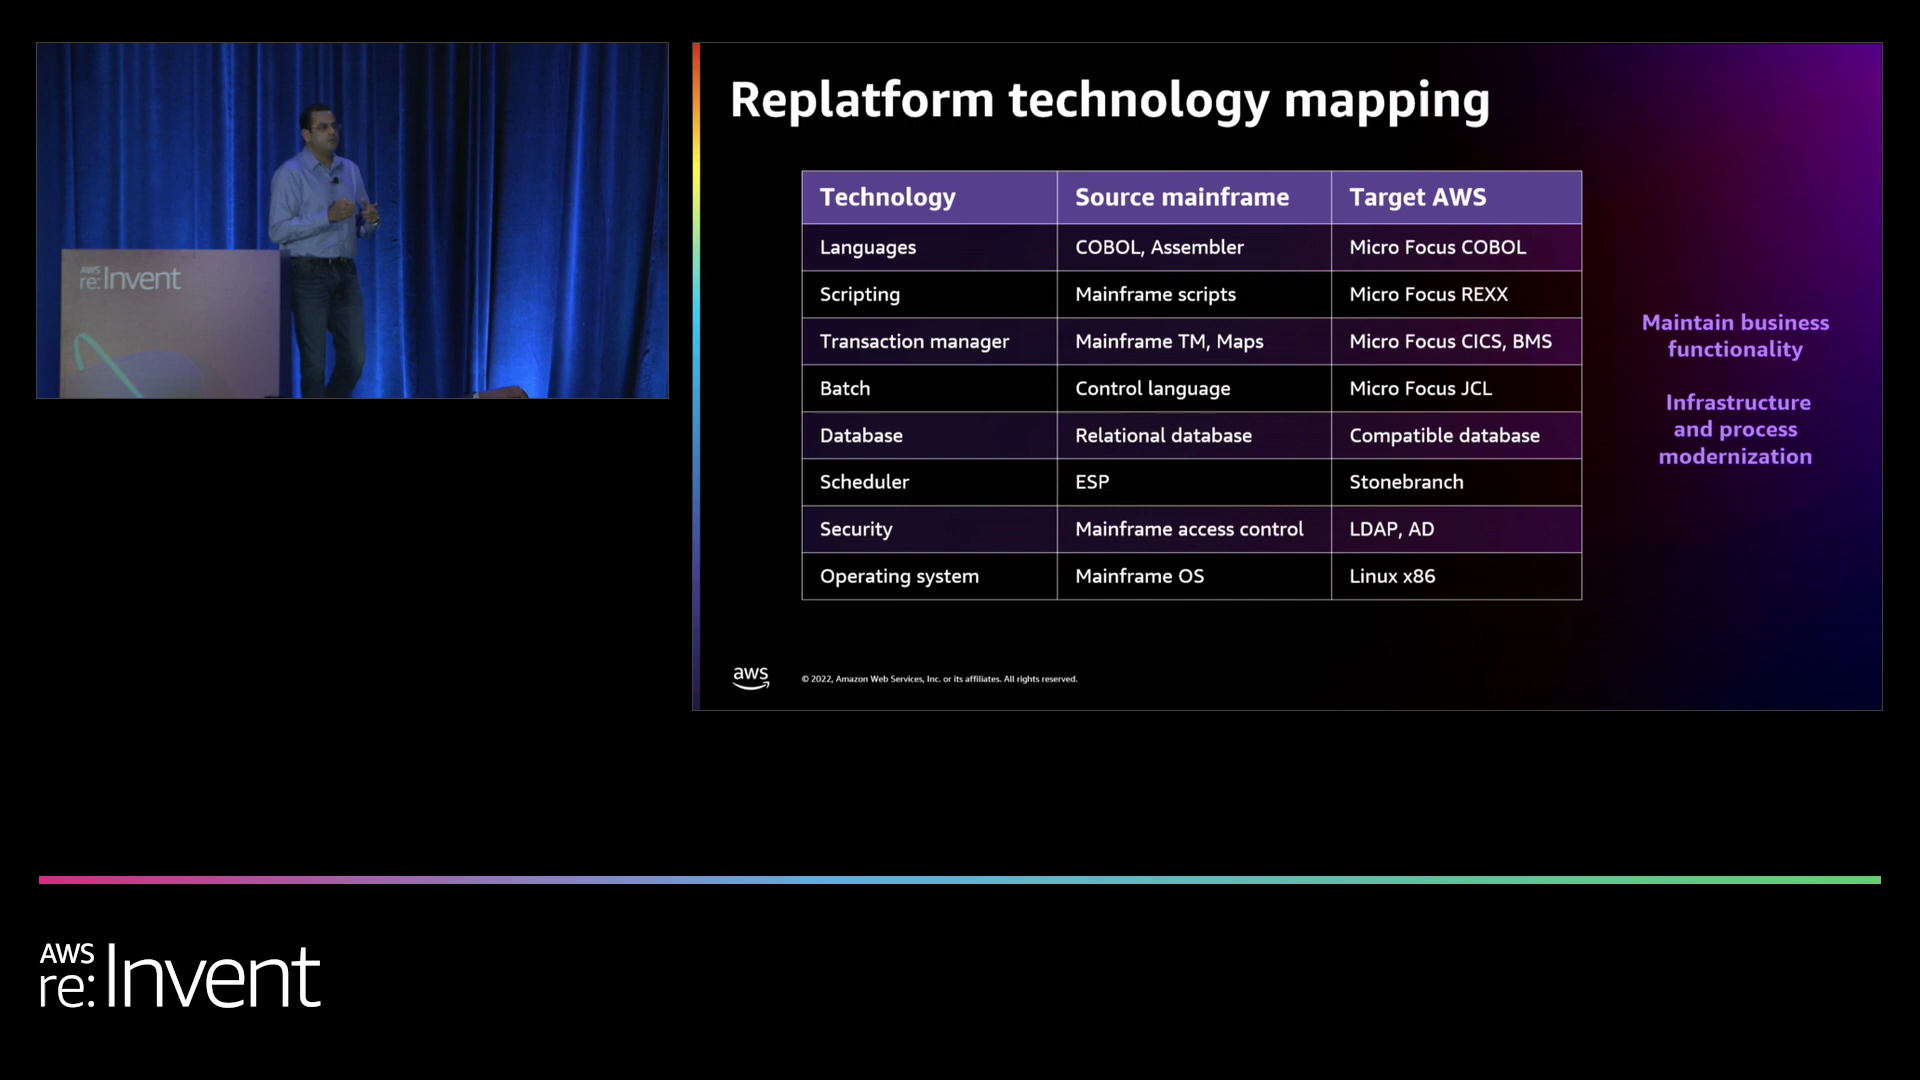 AWS
re:Invent
Replatform technology mapping
Technology Source mainframe Target AWS
Languages COBOL, Assembler Micro Focus COBOL
Scripting Mainframe scripts Micro Focus REXX
Transaction manager Mainframe TM, Maps Micro Focus CICS, BMS
Batch Control language Micro Focus JCL
Database Relational database Compatible database
Scheduler ESP Stonebranch
Security Mainframe access control LDAP, AD
Operating system Mainframe OS Linux x86
Maintain business
functionality
Infrastructure
and process
modernization
aws
© 2022, Amazon Web Services, Inc. or its affiliates. All rights reserved.
AWS
re:Invent